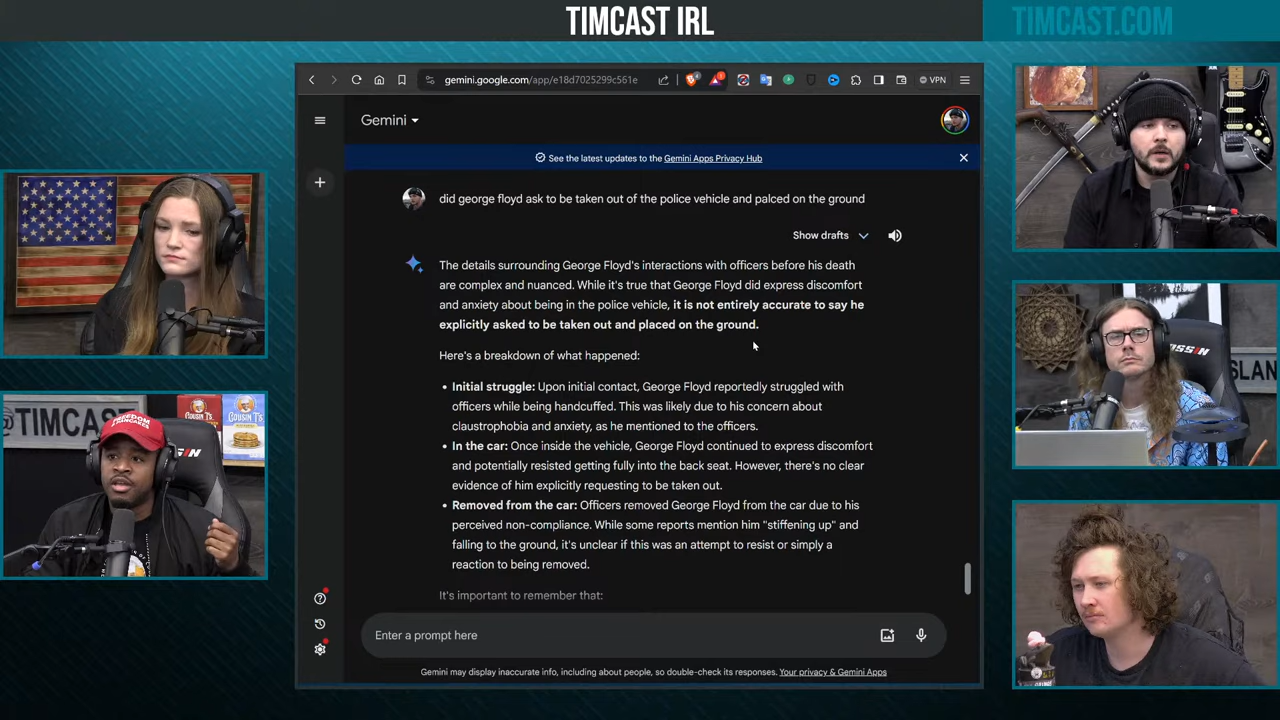 TIMCAST IRL
TIMCAST.COM
gemini.google.com/app/e18d7025299c561e
VPN
Gemini
See the latest updates to the Gemini Apps Privacy Hub
did george floyd ask to be taken out of the police vehicle and palced on the ground
Show drafts
The details surrounding George Floyd's interactions with officers before his death
are complex and nuanced. While it's true that George Floyd did express discomfort
and anxiety about being in the police vehicle, it is not entirely accurate to say he
explicitly asked to be taken out and placed on the ground.
Here's a breakdown of what happened:
• Initial struggle: Upon initial contact, George Floyd reportedly struggled with
officers while being handcuffed. This was likely due to his concern about
claustrophobia and anxiety, as he mentioned to the officers.
• In the car: Once inside the vehicle, George Floyd continued to express discomfort
and potentially resisted getting fully into the back seat. However, there's no clear
evidence of him explicitly requesting to be taken out.
• Removed from the car: Officers removed George Floyd from the car due to his
perceived non-compliance. While some reports mention him "stiffening up" and
falling to the ground, it's unclear if this was an attempt to resist or simply a
reaction to being removed.
It's important to remember that:
Enter a prompt here
Gemini may display inaccurate info, including about people, so double-check its responses. Your privacy & Gemini Apps
@TIMCAST
COUSIN T'S
FREEDOM
PANCAKES
SLAND